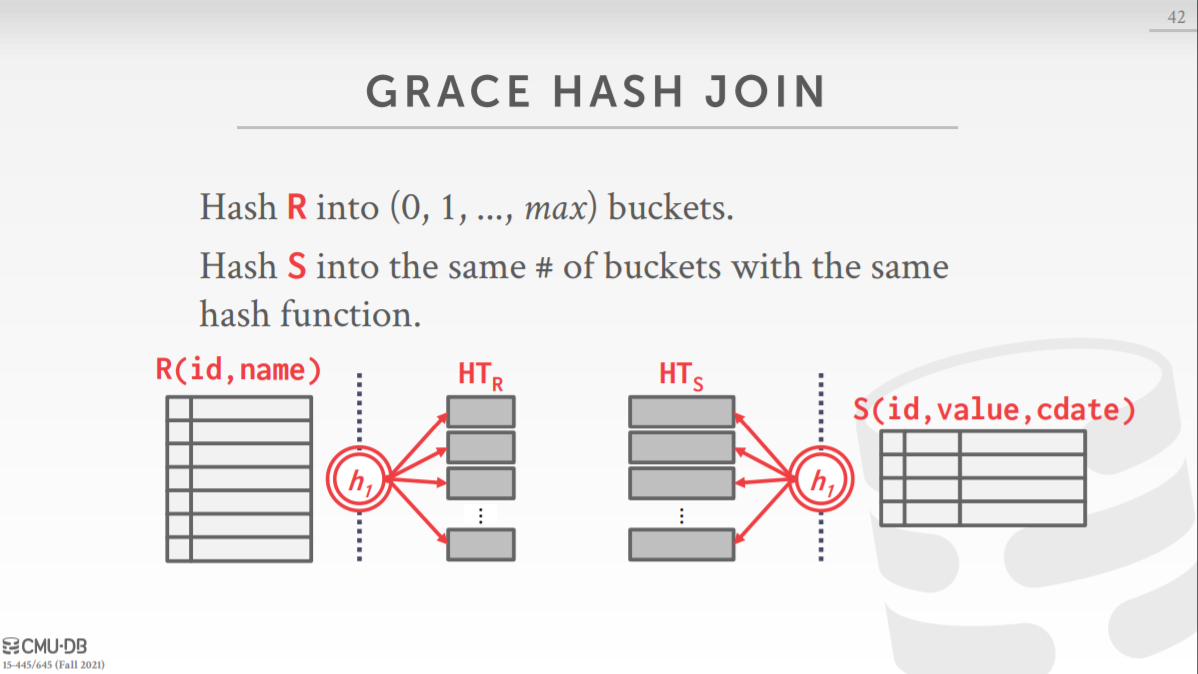 42
GRACE HASH JOIN
Hash R into (0, 1, ..., max) buckets.
Hash S into the same # of buckets with the same
hash function.
R(id,name)
HT_R
HT_S
S(id,value,cdate)
h_1
⋮
⋮
h_1
CMU·DB
15-445/645 (Fall 2021)